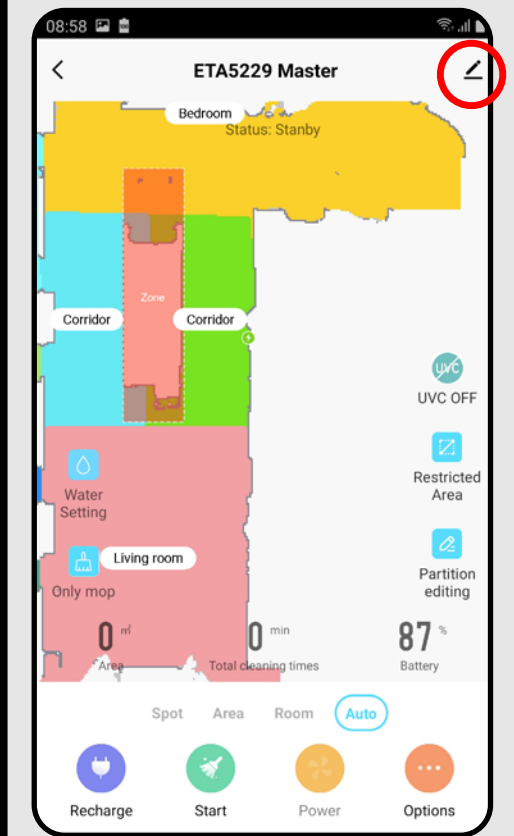 08:58
ETA5229 Master
Bedroom
Status: Stanby
Zone
Corridor
Corridor
UVC
UVC OFF
Restricted
Area
Water
Setting
Living room
Only mop
Partition
editing
0 ㎡
0 min
87 %
Area
Total cleaning times
Battery
Spot
Area
Room
Auto
Recharge
Start
Power
Options